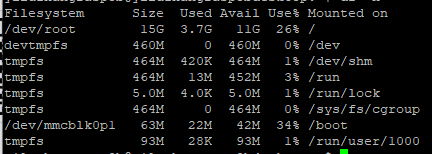 Filesystem Size Used Avail Use% Mounted on
/dev/root 15G 3.7G 11G 26% /
devtmpfs 460M 0 460M 0% /dev
tmpfs 464M 420K 464M 1% /dev/shm
tmpfs 464M 13M 452M 3% /run
tmpfs 5.0M 4.0K 5.0M 1% /run/lock
tmpfs 464M 0 464M 0% /sys/fs/cgroup
/dev/mmcblk0p1 63M 22M 42M 34% /boot
tmpfs 93M 28K 93M 1% /run/user/1000